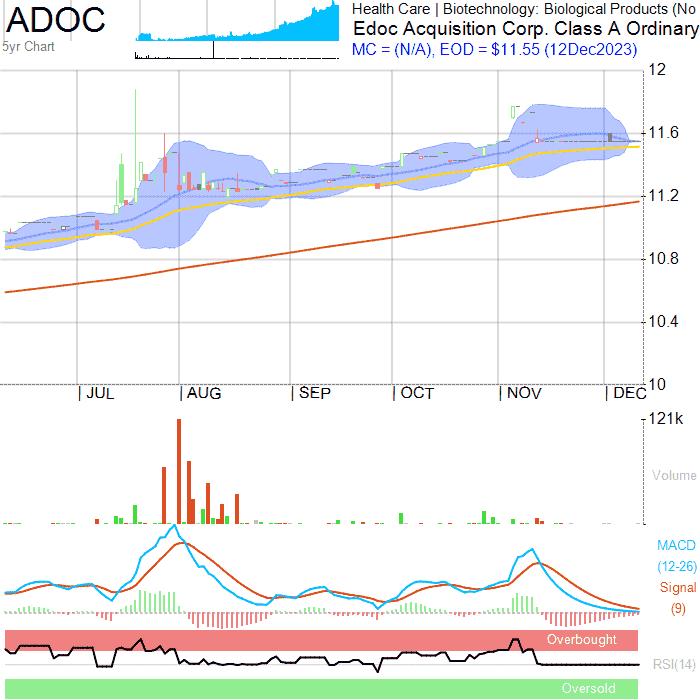 ADOC
5yr Chart
Health Care | Biotechnology: Biological Products (No
Edoc Acquisition Corp. Class A Ordinary
MC = (N/A), EOD = $11.55 (12Dec2023)
12
11.6
11.2
10.8
10.4
10
| JUL | AUG | SEP | OCT | NOV | DEC
121k
Volume
MACD
(12-26)
Signal
(9)
Overbought
RSI(14)
Oversold